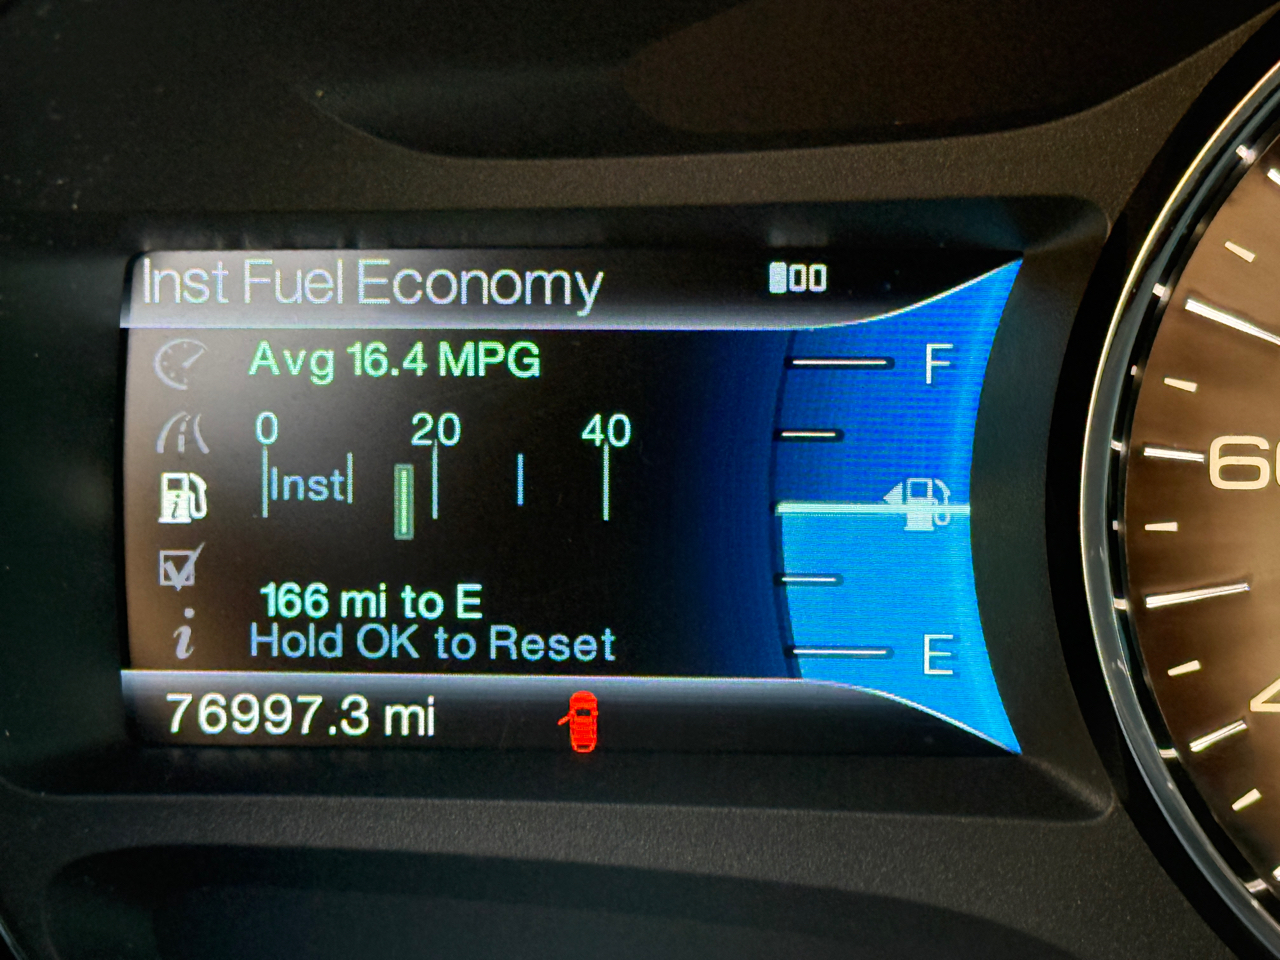 Inst Fuel Economy
Avg 16.4 MPG
0 20 40
Inst
166 mi to E
Hold OK to Reset
76997.3 mi
F
E